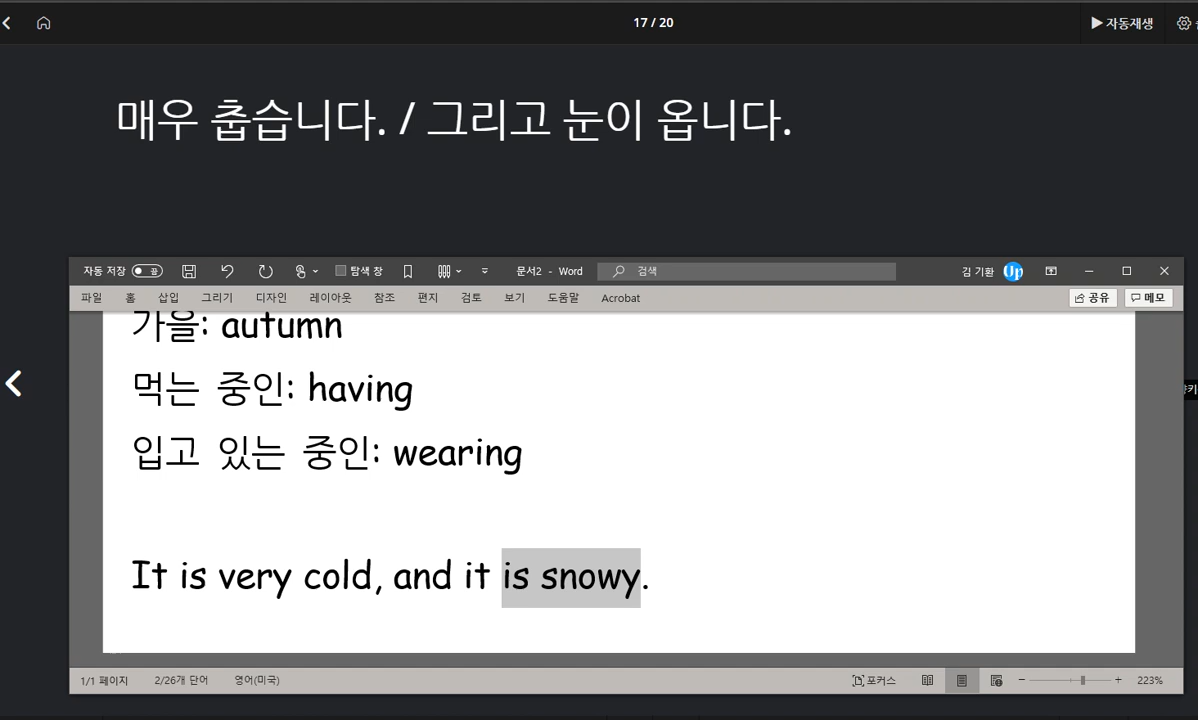 17 / 20
자동재생
매우 춥습니다. / 그리고 눈이 옵니다.
자동 저장 끔 탐색 창 문서2 - Word 검색 김 기환 Up
파일 홈 삽입 그리기 디자인 레이아웃 참조 편지 검토 보기 도움말 Acrobat 공유 메모
가을: autumn
먹는 중인: having
입고 있는 중인: wearing
It is very cold, and it is snowy.
1/1 페이지 2/26개 단어 영어(미국) 포커스 223%